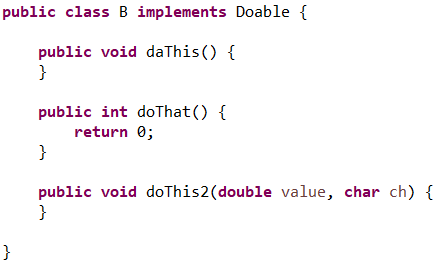 public class B implements Doable {
public void daThis() {
}
public int doThat() {
return 0;
}
public void doThis2(double value, char ch) {
}
}